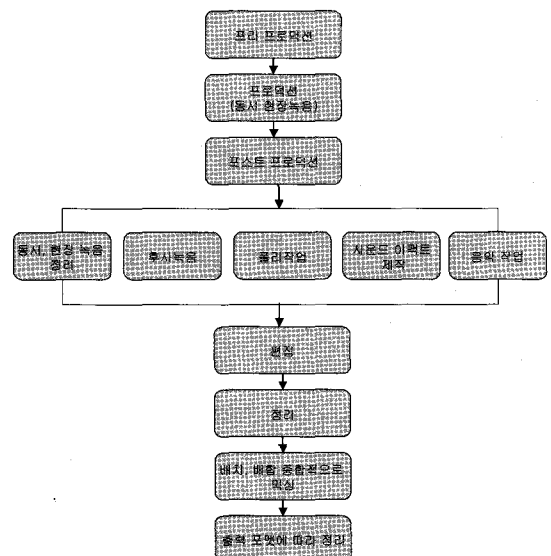 프리 프로덕션
프로덕션
(동시 현장녹음)
포스트 프로덕션
동시, 현장 녹음
정리
후시녹음
폴리작업
사운드 이펙트
제작
음악 작업
편집
정리
배치, 배합 종합적으로
믹싱
출력 포맷에 따라 정리